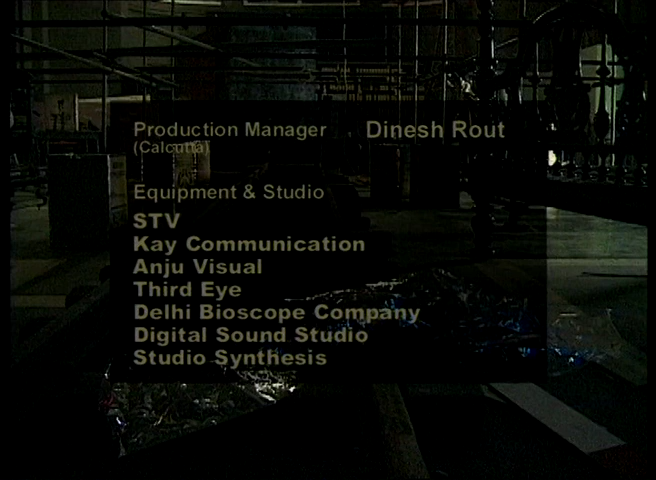 Production Manager Dinesh Rout
(Calcutta)
Equipment & Studio
STV
Kay Communication
Anju Visual
Third Eye
Delhi Bioscope Company
Digital Sound Studio
Studio Synthesis